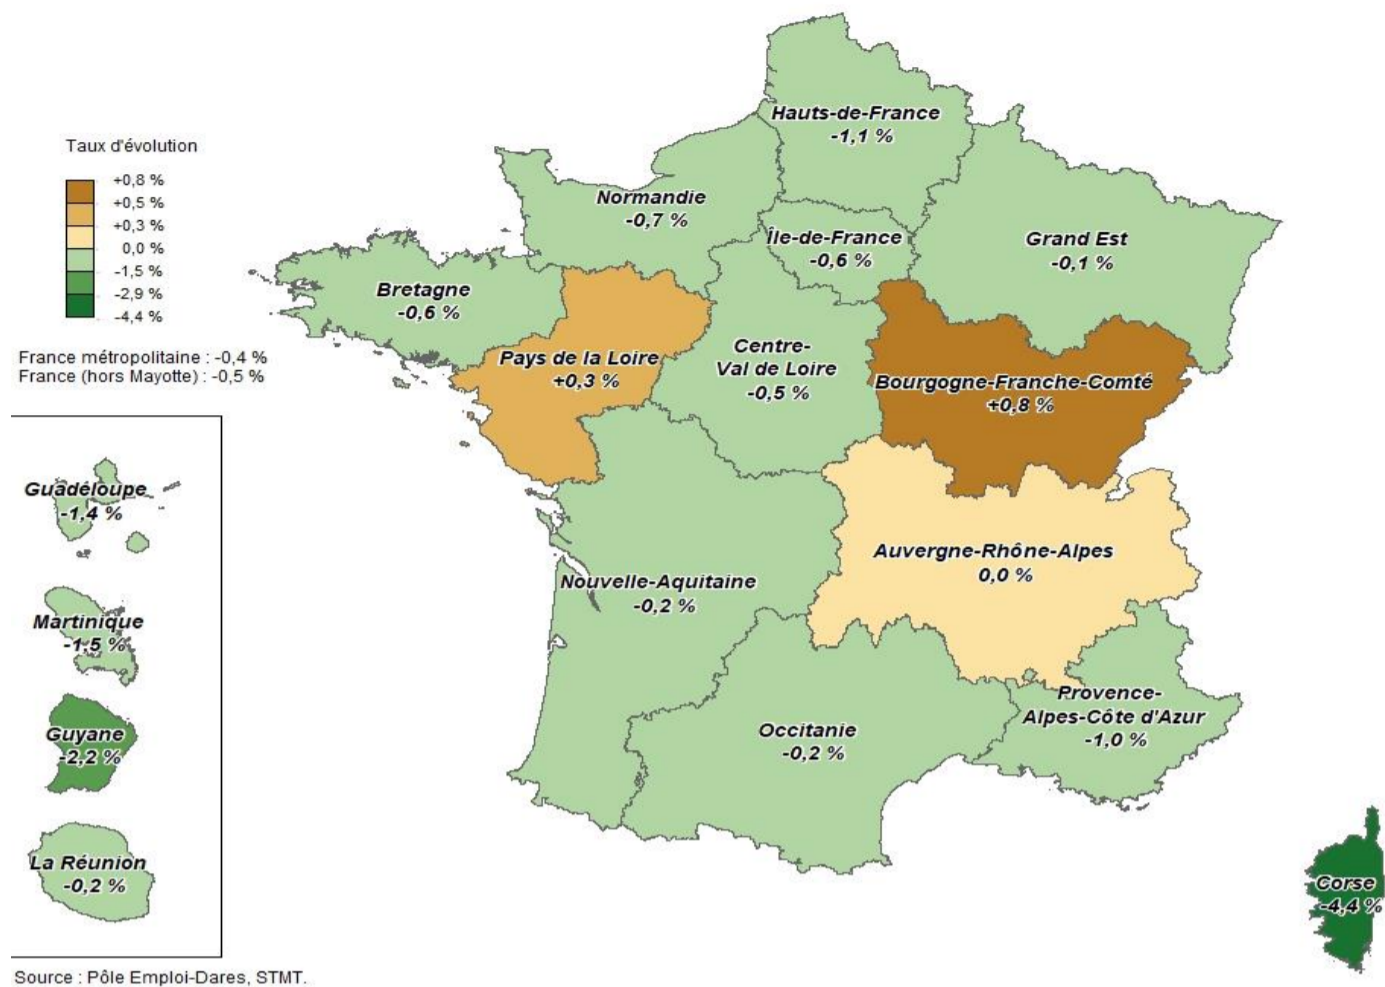 Taux d'évolution
+0,8 %
+0,5 %
+0,3 %
0,0 %
-1,5 %
-2,9 %
-4,4 %
France métropolitaine : -0,4 %
France (hors Mayotte) : -0,5 %
Hauts-de-France
-1,1 %
Normandie
-0,7 %
Île-de-France
-0,6 %
Grand Est
-0,1 %
Bretagne
-0,6 %
Pays de la Loire
+0,3 %
Centre-
Val de Loire
-0,5 %
Bourgogne-Franche-Comté
+0,8 %
Auvergne-Rhône-Alpes
0,0 %
Nouvelle-Aquitaine
-0,2 %
Occitanie
-0,2 %
Provence-
Alpes-Côte d'Azur
-1,0 %
Corse
-4,4 %
Guadéloupe
-1,4 %
Martinique
-1,5 %
Guyane
-2,2 %
La Réunion
-0,2 %
Source : Pôle Emploi-Dares, STMT.